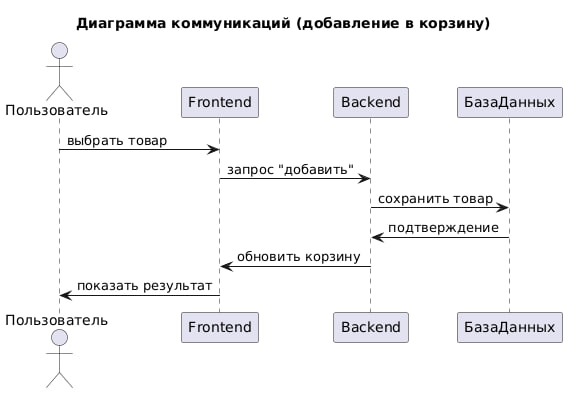 Диаграмма коммуникаций (добавление в корзину)
Пользователь
Frontend
Backend
БазаДанных
выбрать товар
запрос "добавить"
сохранить товар
подтверждение
обновить корзину
показать результат
Пользователь
Frontend
Backend
БазаДанных